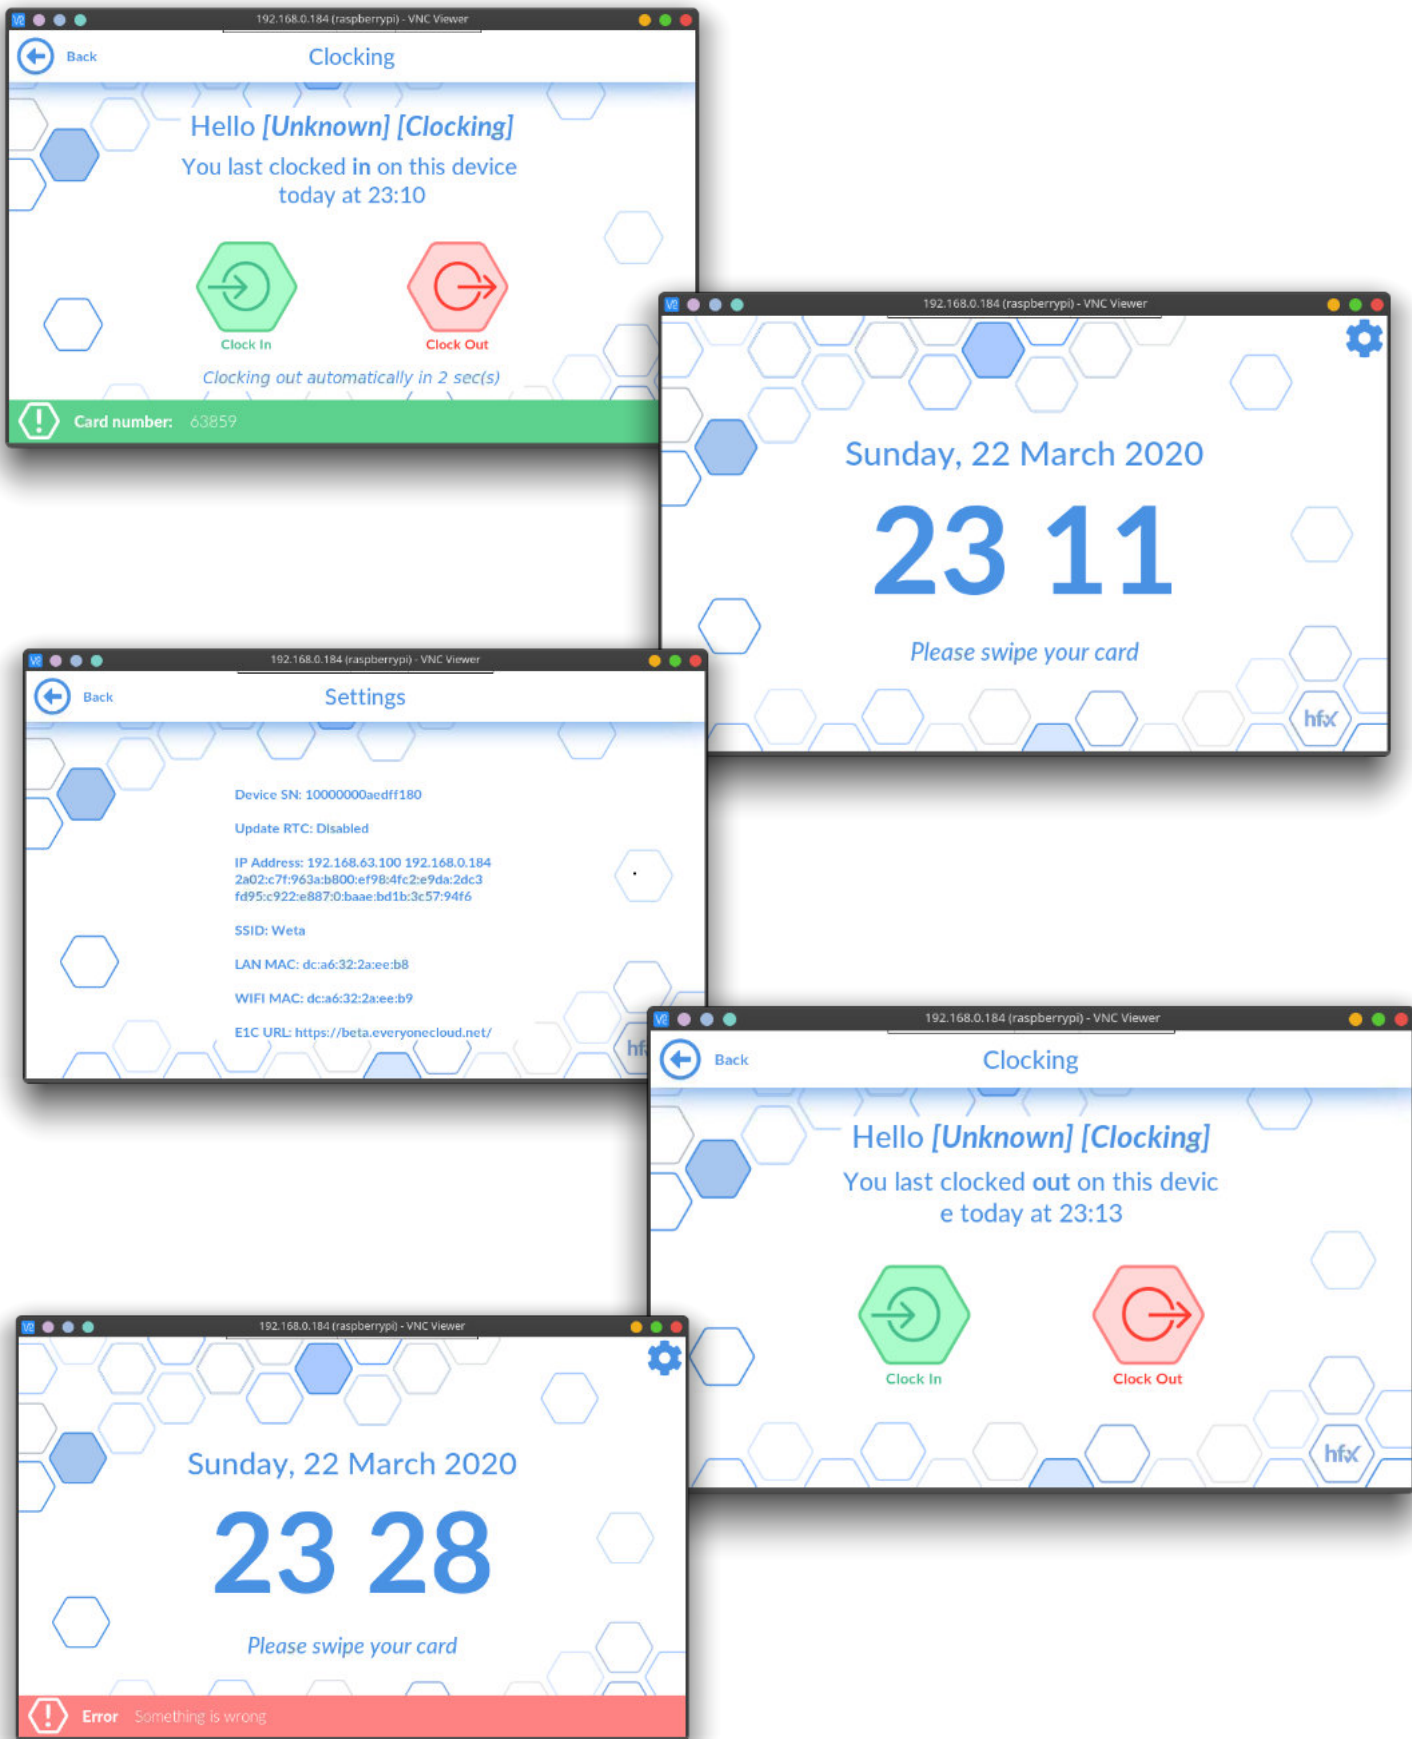 192.168.0.184 (raspberrypi) - VNC Viewer
Back
Clocking
Hello [Unknown] [Clocking]
You last clocked in on this device
today at 23:10
Clock In
Clock Out
Clocking out automatically in 2 sec(s)
Card number: 63859
192.168.0.184 (raspberrypi) - VNC Viewer
Sunday, 22 March 2020
23 11
Please swipe your card
hfx
192.168.0.184 (raspberrypi) - VNC Viewer
Back
Settings
Device SN: 10000000aedff180
Update RTC: Disabled
IP Address: 192.168.63.100 192.168.0.184
2a02:c7f:963a:b800:ef98:4fc2:e9da:2dc3
fd95:c922:e887:0:baae:bd1b:3c57:94f6
SSID: Weta
LAN MAC: dc:a6:32:2a:ee:b8
WIFI MAC: dc:a6:32:2a:ee:b9
E1C URL: https://beta.everyonecloud.net/
192.168.0.184 (raspberrypi) - VNC Viewer
Back
Clocking
Hello [Unknown] [Clocking]
You last clocked out on this devic
e today at 23:13
Clock In
Clock Out
hfx
192.168.0.184 (raspberrypi) - VNC Viewer
Sunday, 22 March 2020
23 28
Please swipe your card
Error Something is wrong